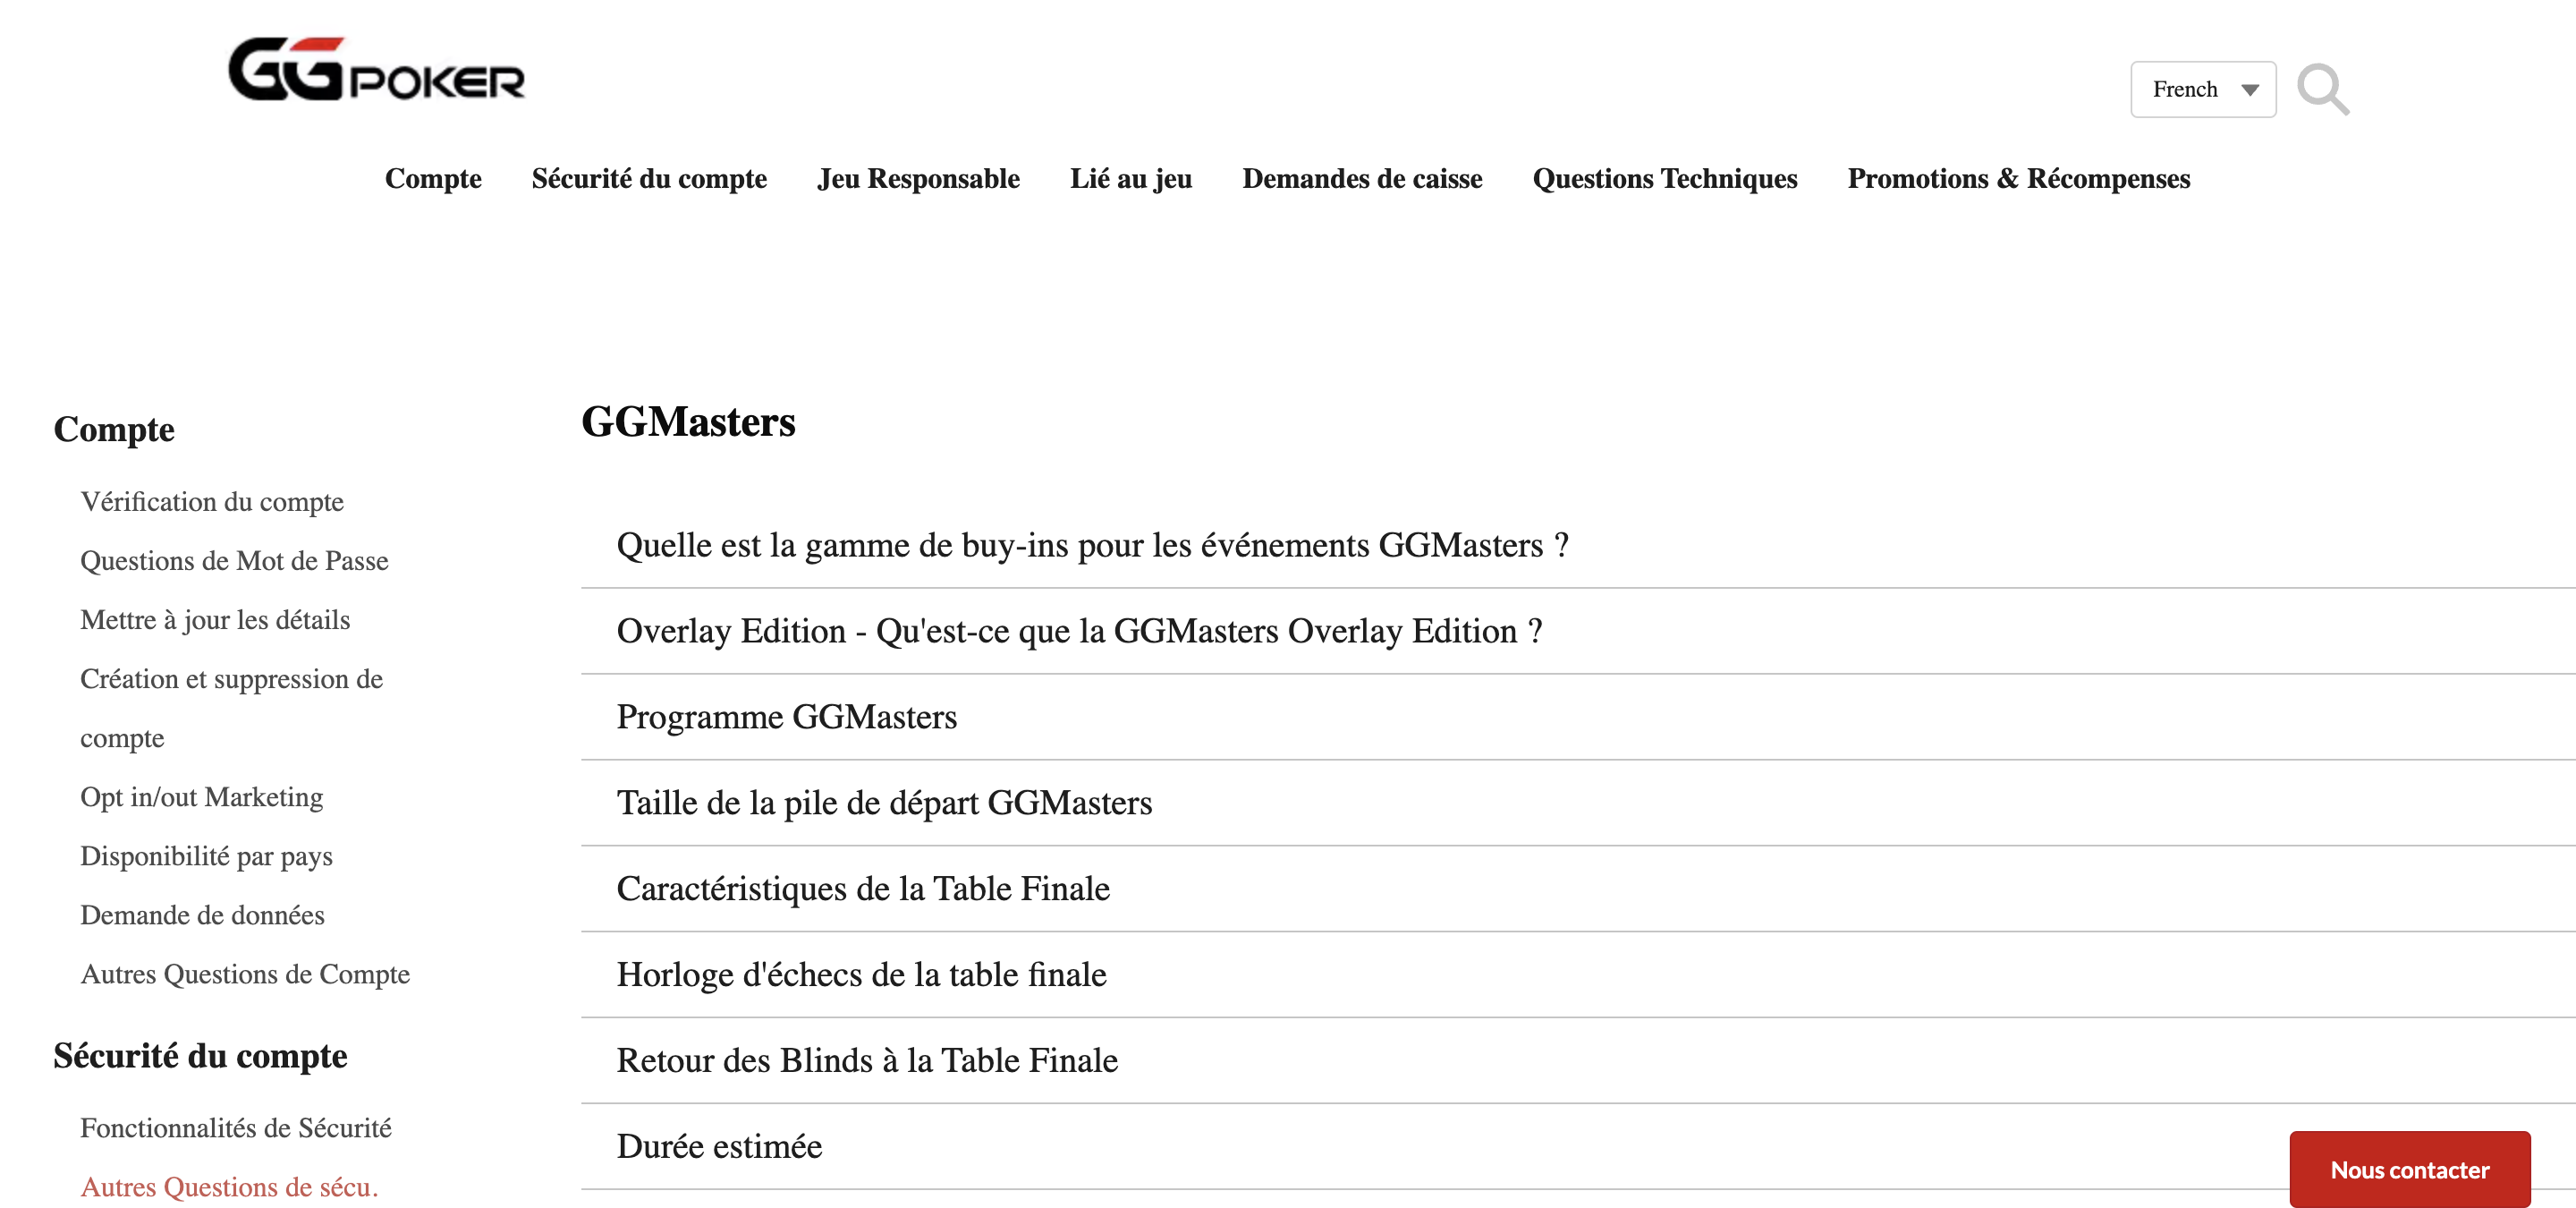 GGPOKER
French
Compte
Sécurité du compte
Jeu Responsable
Lié au jeu
Demandes de caisse
Questions Techniques
Promotions & Récompenses
Compte
Vérification du compte
Questions de Mot de Passe
Mettre à jour les détails
Création et suppression de
compte
Opt in/out Marketing
Disponibilité par pays
Demande de données
Autres Questions de Compte
Sécurité du compte
Fonctionnalités de Sécurité
Autres Questions de sécu.
GGMasters
Quelle est la gamme de buy-ins pour les événements GGMasters ?
Overlay Edition - Qu'est-ce que la GGMasters Overlay Edition ?
Programme GGMasters
Taille de la pile de départ GGMasters
Caractéristiques de la Table Finale
Horloge d'échecs de la table finale
Retour des Blinds à la Table Finale
Durée estimée
Nous contacter